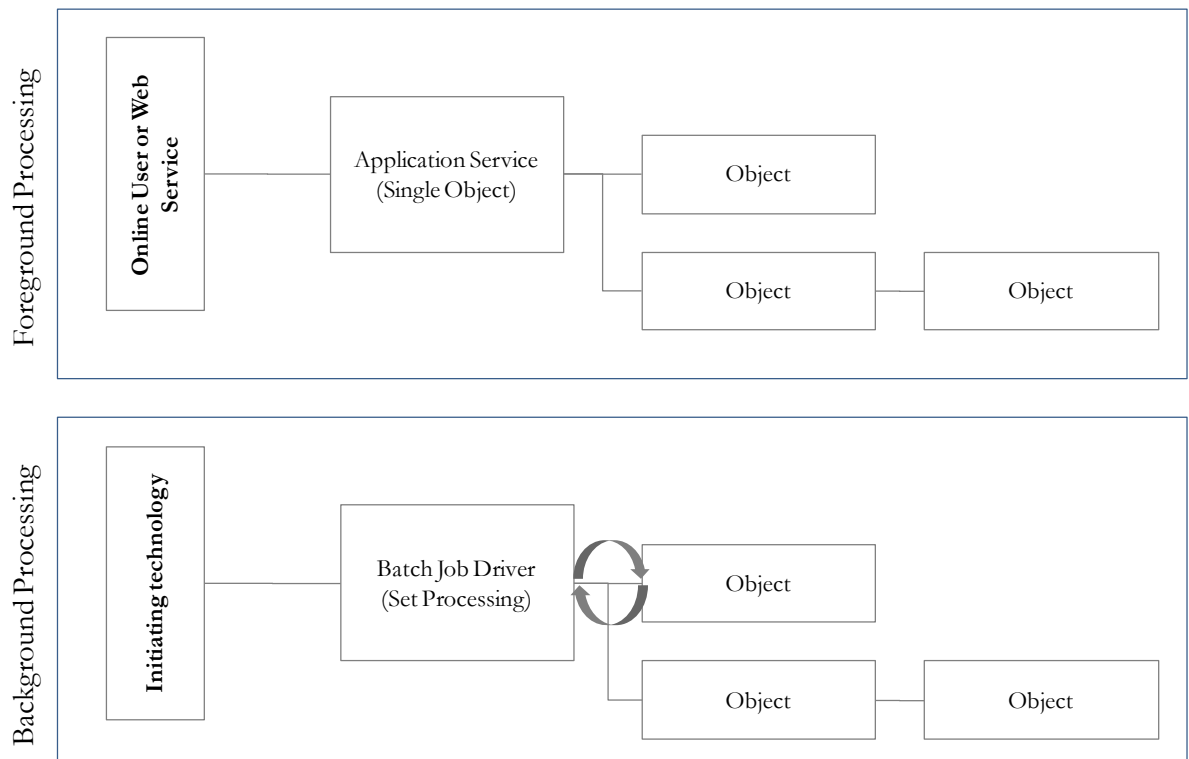 Foreground Processing
Online User or Web
Service
Application Service
(Single Object)
Object
Object
Object
Background Processing
Initiating technology
Batch Job Driver
(Set Processing)
Object
Object
Object